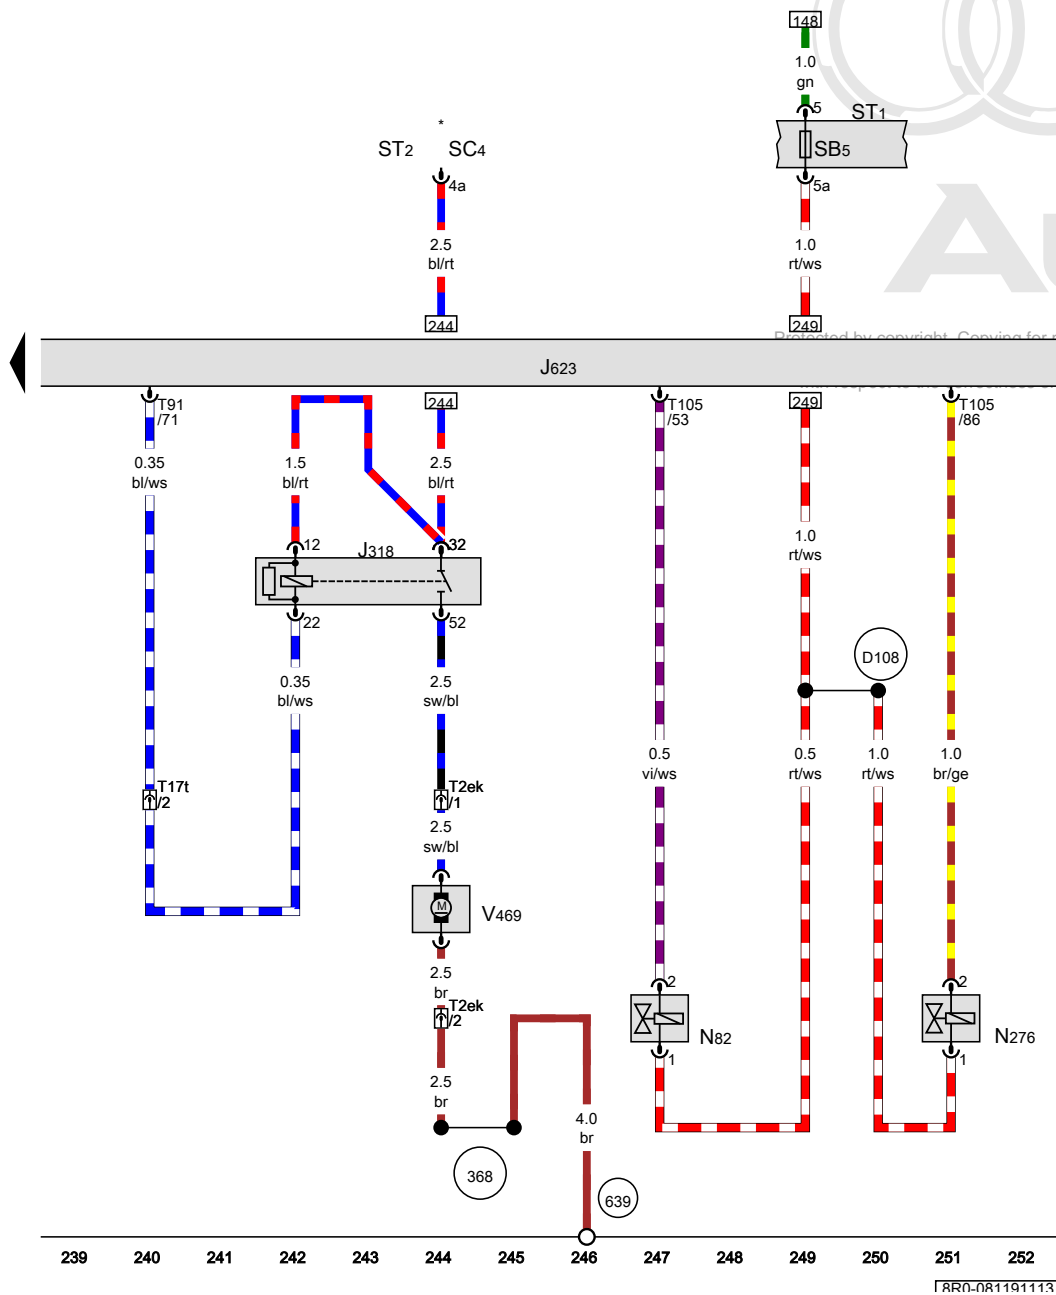 148
1.0
gn
5
ST1
*
ST2
SC4
SB5
4a
5a
2.5
bl/rt
1.0
rt/ws
Au
244
249
J623
T91
/71
244
T105
/53
249
T105
/86
0.35
bl/ws
1.5
bl/rt
2.5
bl/rt
1.0
rt/ws
12
J318
32
22
52
D108
0.35
bl/ws
2.5
sw/bl
0.5
vi/ws
0.5
rt/ws
1.0
rt/ws
1.0
br/ge
T17t
/2
T2ek
/1
2.5
sw/bl
M
V469
2.5
br
T2ek
/2
2
N82
1
2
N276
1
2.5
br
4.0
br
368
639
239 240 241 242 243 244 245 246 247 248 249 250 251 252
8R0-081191113